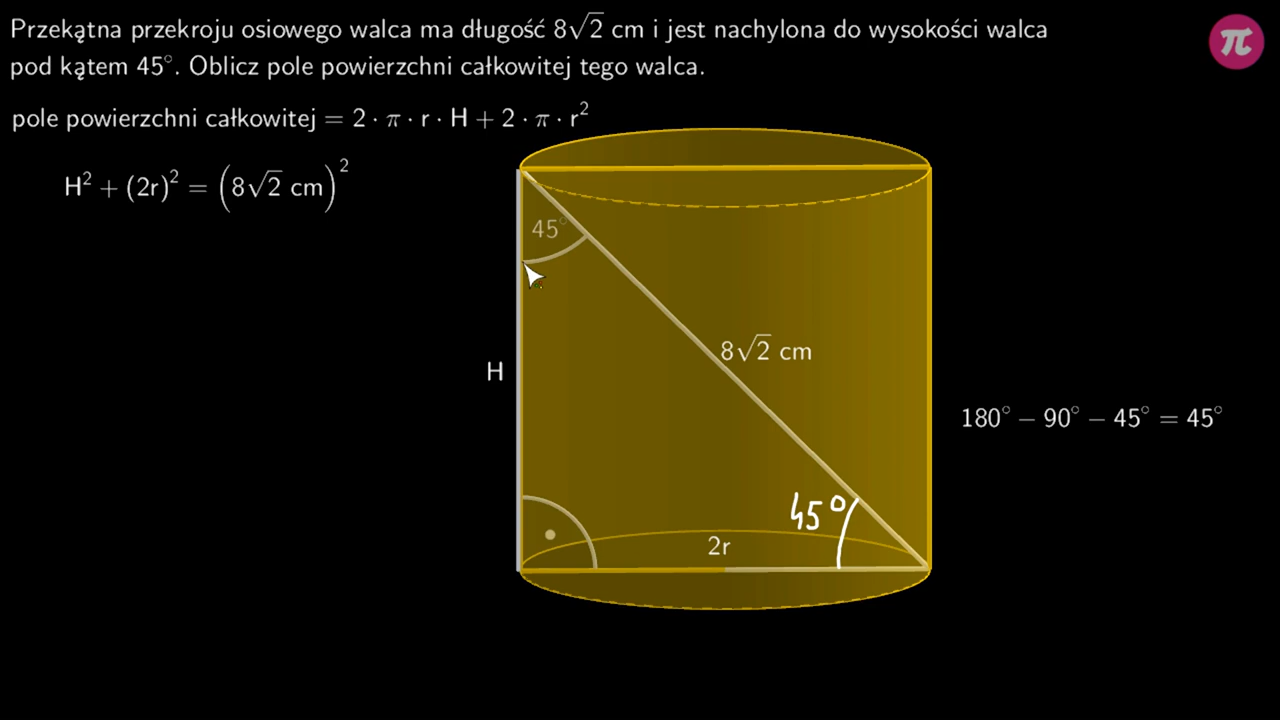 Przekątna przekroju osiowego walca ma długość 8√2 cm i jest nachylona do wysokości walca
pod kątem 45°. Oblicz pole powierzchni całkowitej tego walca.
pole powierzchni całkowitej = 2 · π · r · H + 2 · π · r²
H² + (2r)² = (8√2 cm)²
45°
8√2 cm
H
180° − 90° − 45° = 45°
45°
2r
π